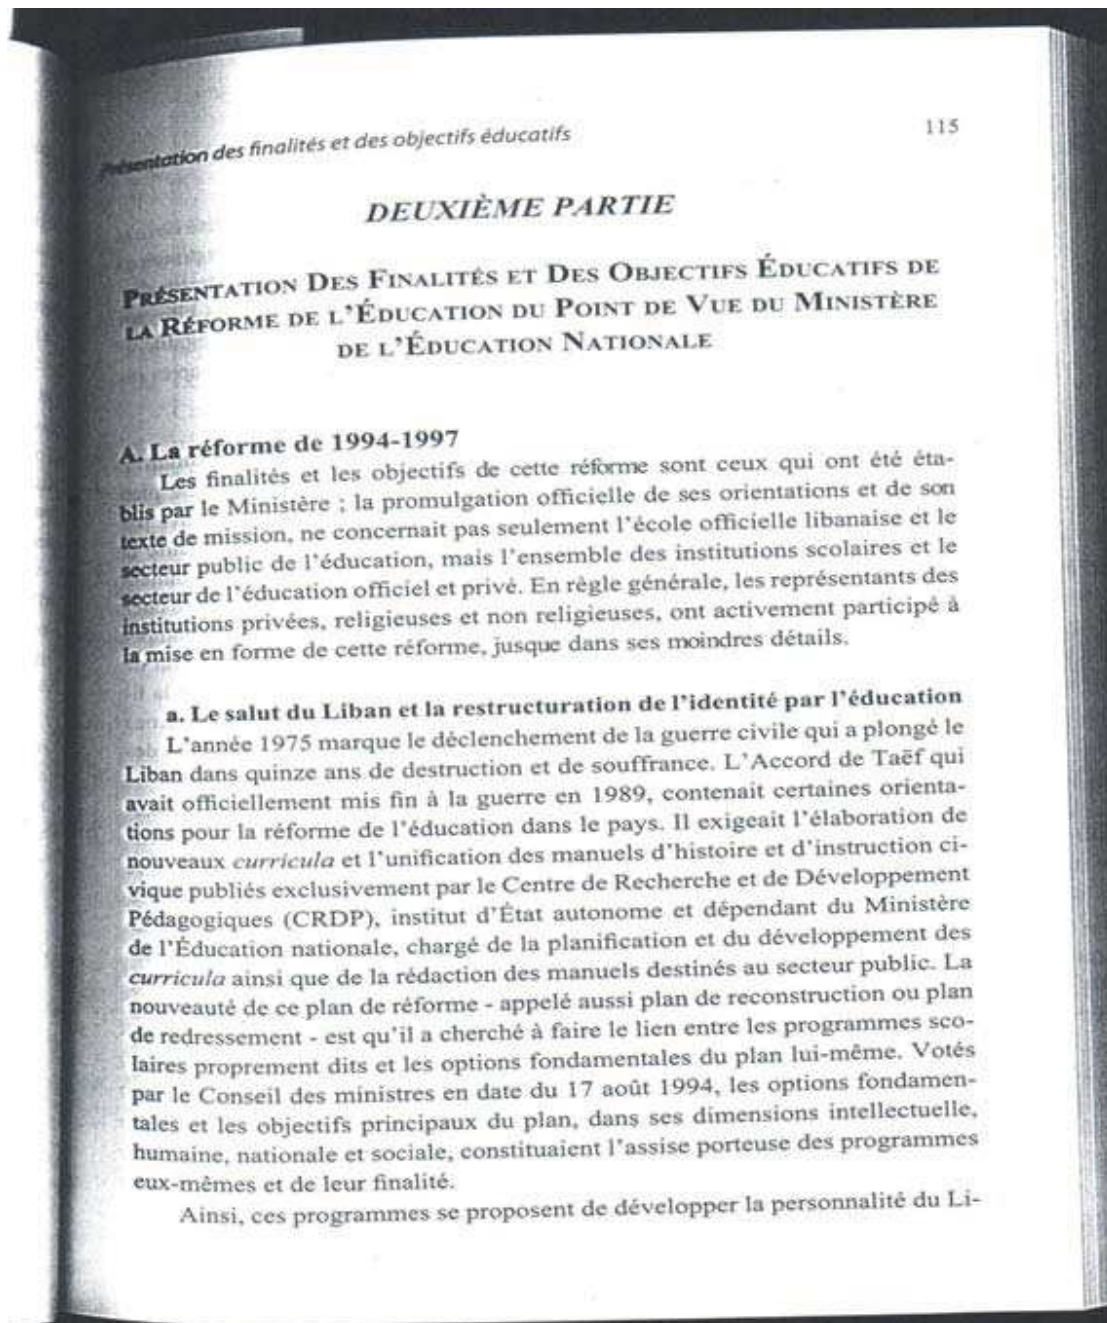 Présentation des finalités et des objectifs éducatifs
115
DEUXIÈME PARTIE
PRÉSENTATION DES FINALITÉS ET DES OBJECTIFS ÉDUCATIFS DE
LA RÉFORME DE L'ÉDUCATION DU POINT DE VUE DU MINISTÈRE
DE L'ÉDUCATION NATIONALE
A. La réforme de 1994-1997
Les finalités et les objectifs de cette réforme sont ceux qui ont été éta-
blis par le Ministère ; la promulgation officielle de ses orientations et de son
texte de mission, ne concernait pas seulement l'école officielle libanaise et le
secteur public de l'éducation, mais l'ensemble des institutions scolaires et le
secteur de l'éducation officiel et privé. En règle générale, les représentants des
institutions privées, religieuses et non religieuses, ont activement participé à
la mise en forme de cette réforme, jusque dans ses moindres détails.
a. Le salut du Liban et la restructuration de l'identité par l'éducation
L'année 1975 marque le déclenchement de la guerre civile qui a plongé le
Liban dans quinze ans de destruction et de souffrance. L'Accord de Taëf qui
avait officiellement mis fin à la guerre en 1989, contenait certaines orienta-
tions pour la réforme de l'éducation dans le pays. Il exigeait l'élaboration de
nouveaux curricula et l'unification des manuels d'histoire et d'instruction ci-
vique publiés exclusivement par le Centre de Recherche et de Développement
Pédagogiques (CRDP), institut d'État autonome et dépendant du Ministère
de l'Éducation nationale, chargé de la planification et du développement des
curricula ainsi que de la rédaction des manuels destinés au secteur public. La
nouveauté de ce plan de réforme - appelé aussi plan de reconstruction ou plan
de redressement - est qu'il a cherché à faire le lien entre les programmes sco-
laires proprement dits et les options fondamentales du plan lui-même. Votés
par le Conseil des ministres en date du 17 août 1994, les options fondamen-
tales et les objectifs principaux du plan, dans ses dimensions intellectuelle,
humaine, nationale et sociale, constituaient l'assise porteuse des programmes
eux-mêmes et de leur finalité.
Ainsi, ces programmes se proposent de développer la personnalité du Li-